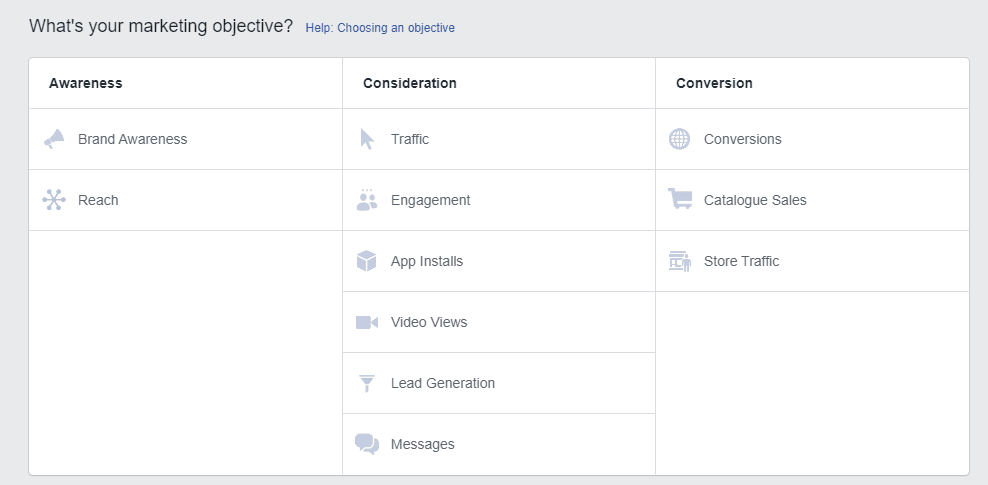 What's your marketing objective? Help: Choosing an objective
Awareness
Consideration
Conversion
Brand Awareness
Traffic
Conversions
Reach
Engagement
Catalogue Sales
App Installs
Store Traffic
Video Views
Lead Generation
Messages